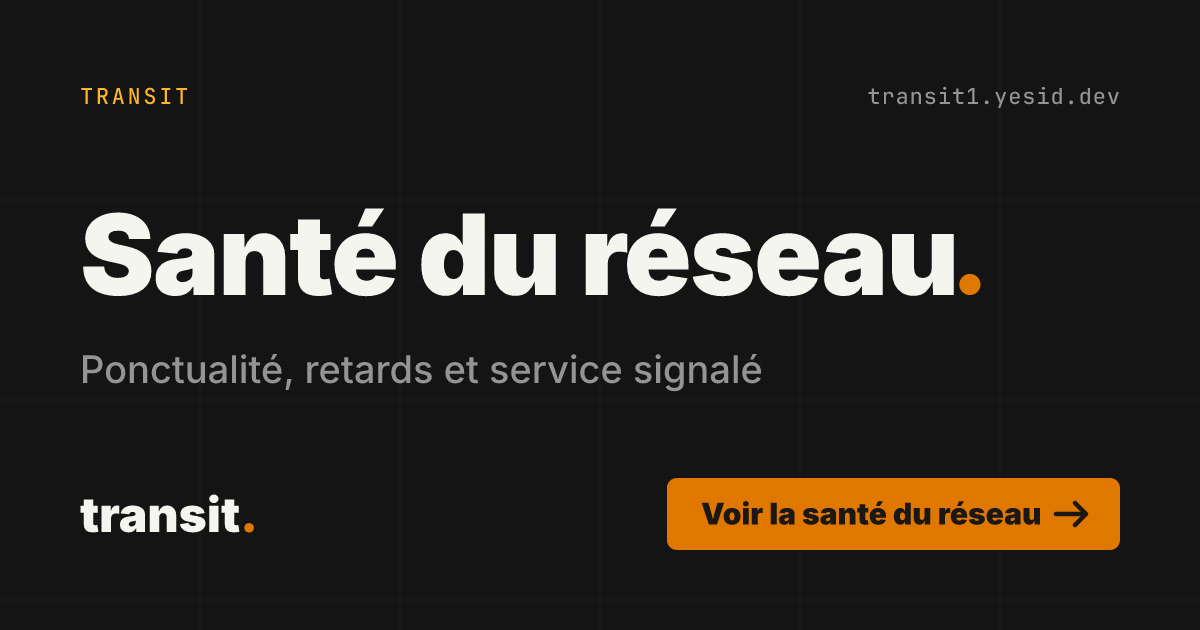 TRANSIT
transit1.yesid.dev
Santé du réseau.
Ponctualité, retards et service signalé
transit.
Voir la santé du réseau →